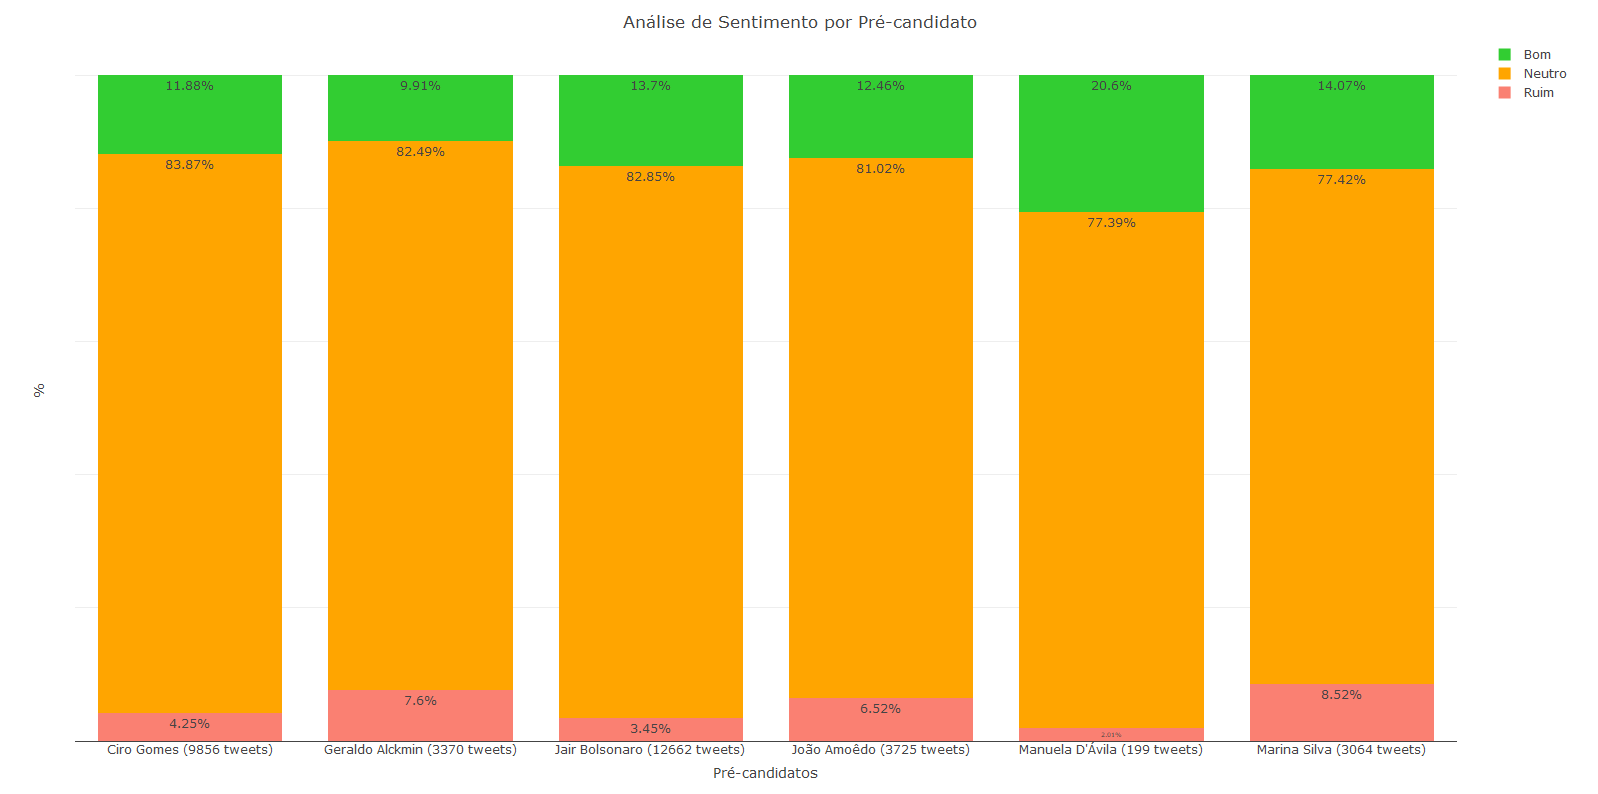 Análise de Sentimento por Pré-candidato
Bom
Neutro
Ruim
11.88%
9.91%
13.7%
12.46%
20.6%
14.07%
83.87%
82.49%
82.85%
81.02%
77.39%
77.42%
4.25%
7.6%
3.45%
6.52%
2.01%
8.52%
%
Ciro Gomes (9856 tweets)
Geraldo Alckmin (3370 tweets)
Jair Bolsonaro (12662 tweets)
João Amoêdo (3725 tweets)
Manuela D'Ávila (199 tweets)
Marina Silva (3064 tweets)
Pré-candidatos